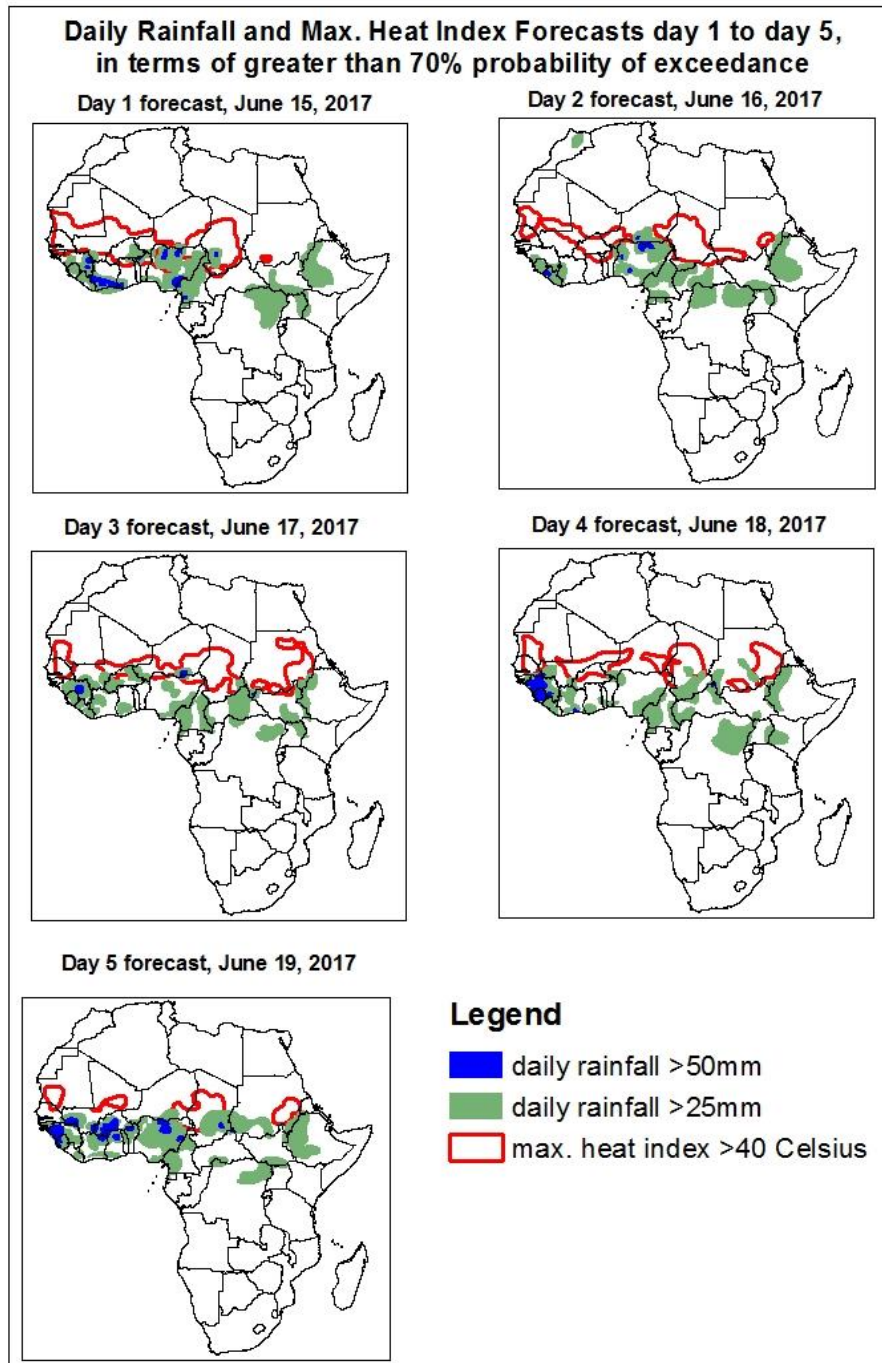 Daily Rainfall and Max. Heat Index Forecasts day 1 to day 5,
in terms of greater than 70% probability of exceedance
Day 1 forecast, June 15, 2017
Day 2 forecast, June 16, 2017
Day 3 forecast, June 17, 2017
Day 4 forecast, June 18, 2017
Day 5 forecast, June 19, 2017
Legend
daily rainfall >50mm
daily rainfall >25mm
max. heat index >40 Celsius